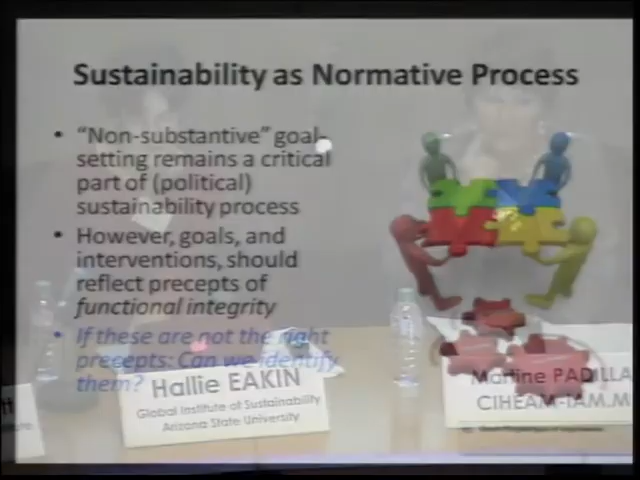 Sustainability as Normative Process
• "Non-substantive" goal-
setting remains a critical
part of (political)
sustainability process
• However, goals, and
interventions, should
reflect precepts of
functional integrity
• If these are not the right
precepts: Can we identify
them?
Hallie EAKIN
Global Institute of Sustainability
Arizona State University
Martine PADILLA
CIHEAM-IAM.M